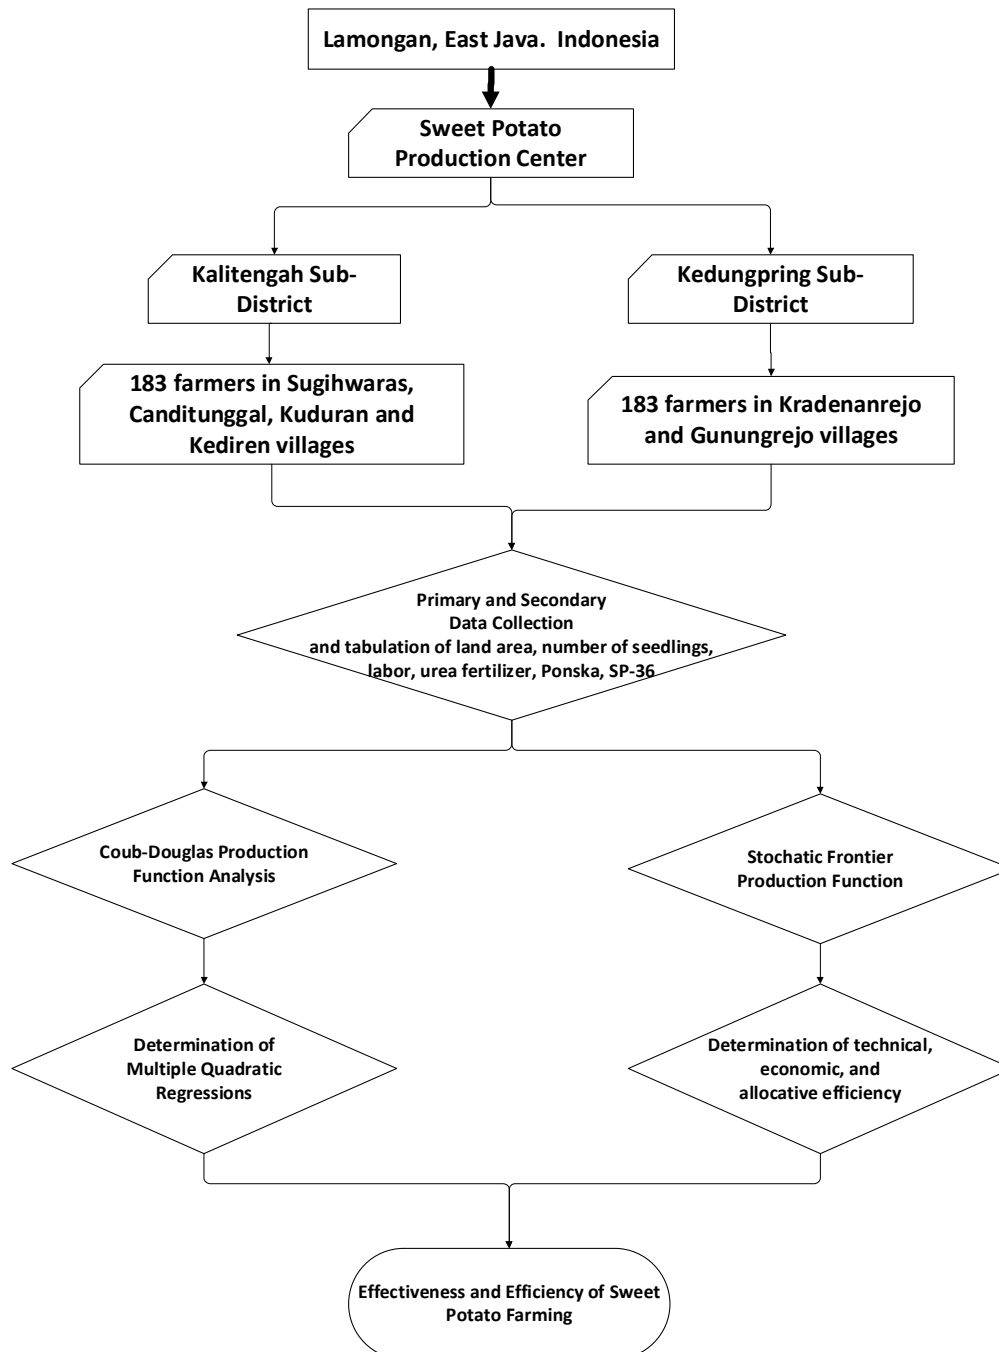 Lamongan, East Java.  Indonesia
Sweet Potato
Production Center
Kalitengah Sub-
District
Kedungpring Sub-
District
183 farmers in Sugihwaras,
Canditunggal, Kuduran and
Kediren villages
183 farmers in Kradenanrejo
and Gunungrejo villages
Primary and Secondary
Data Collection
and tabulation of land area, number of seedlings,
labor, urea fertilizer, Ponska, SP-36
Coub-Douglas Production
Function Analysis
Stochatic Frontier
Production Function
Determination of
Multiple Quadratic
Regressions
Determination of technical,
economic, and
allocative efficiency
Effectiveness and Efficiency of Sweet
Potato Farming